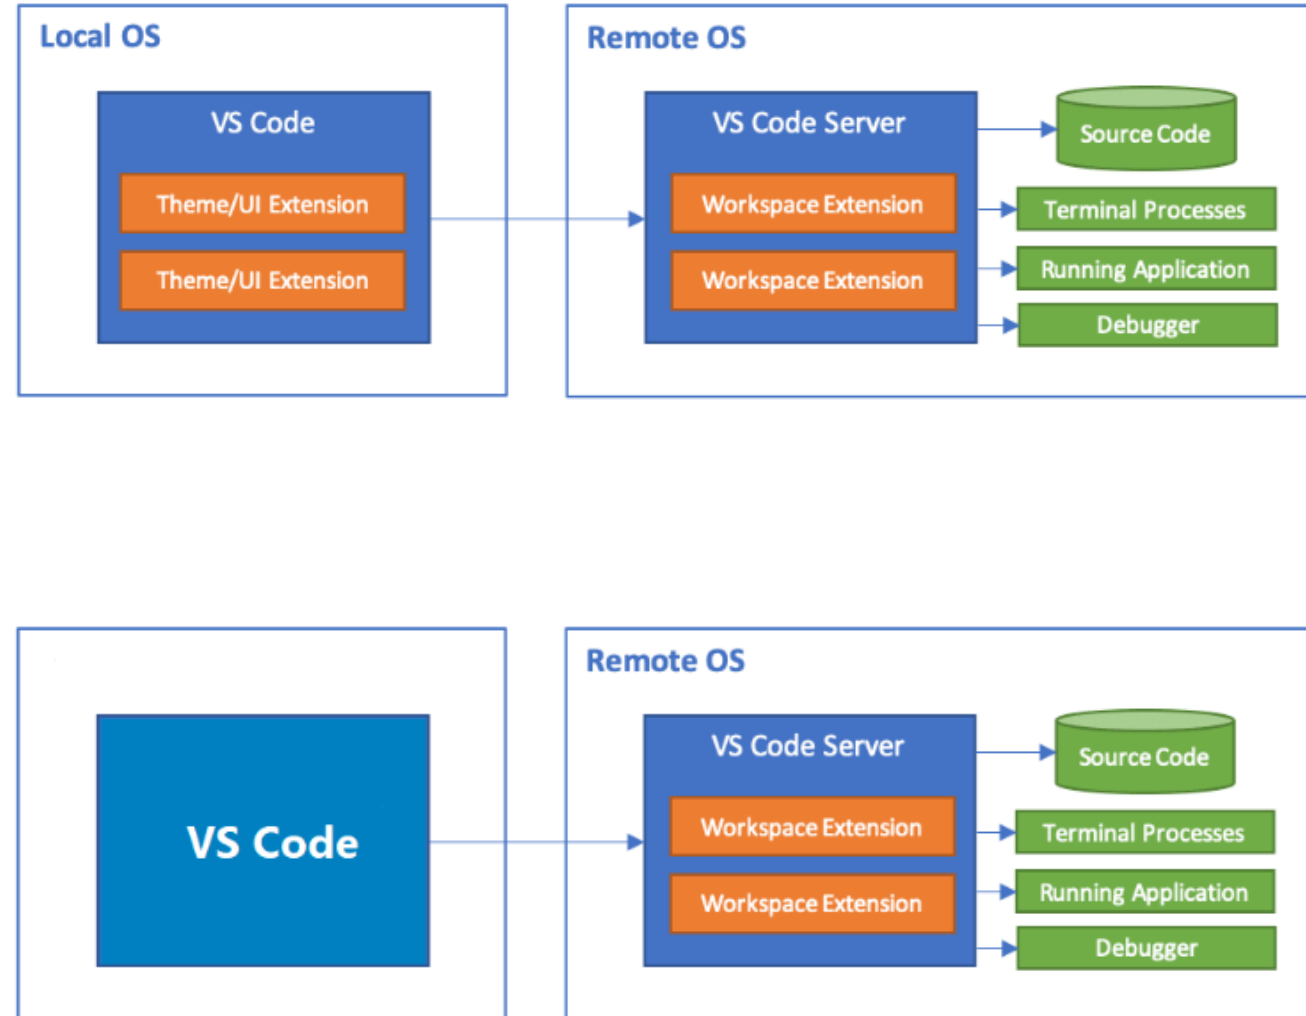 Local OS
VS Code
Theme/UI Extension
Theme/UI Extension
Remote OS
VS Code Server
Workspace Extension
Workspace Extension
Source Code
Terminal Processes
Running Application
Debugger
VS Code
Remote OS
VS Code Server
Workspace Extension
Workspace Extension
Source Code
Terminal Processes
Running Application
Debugger